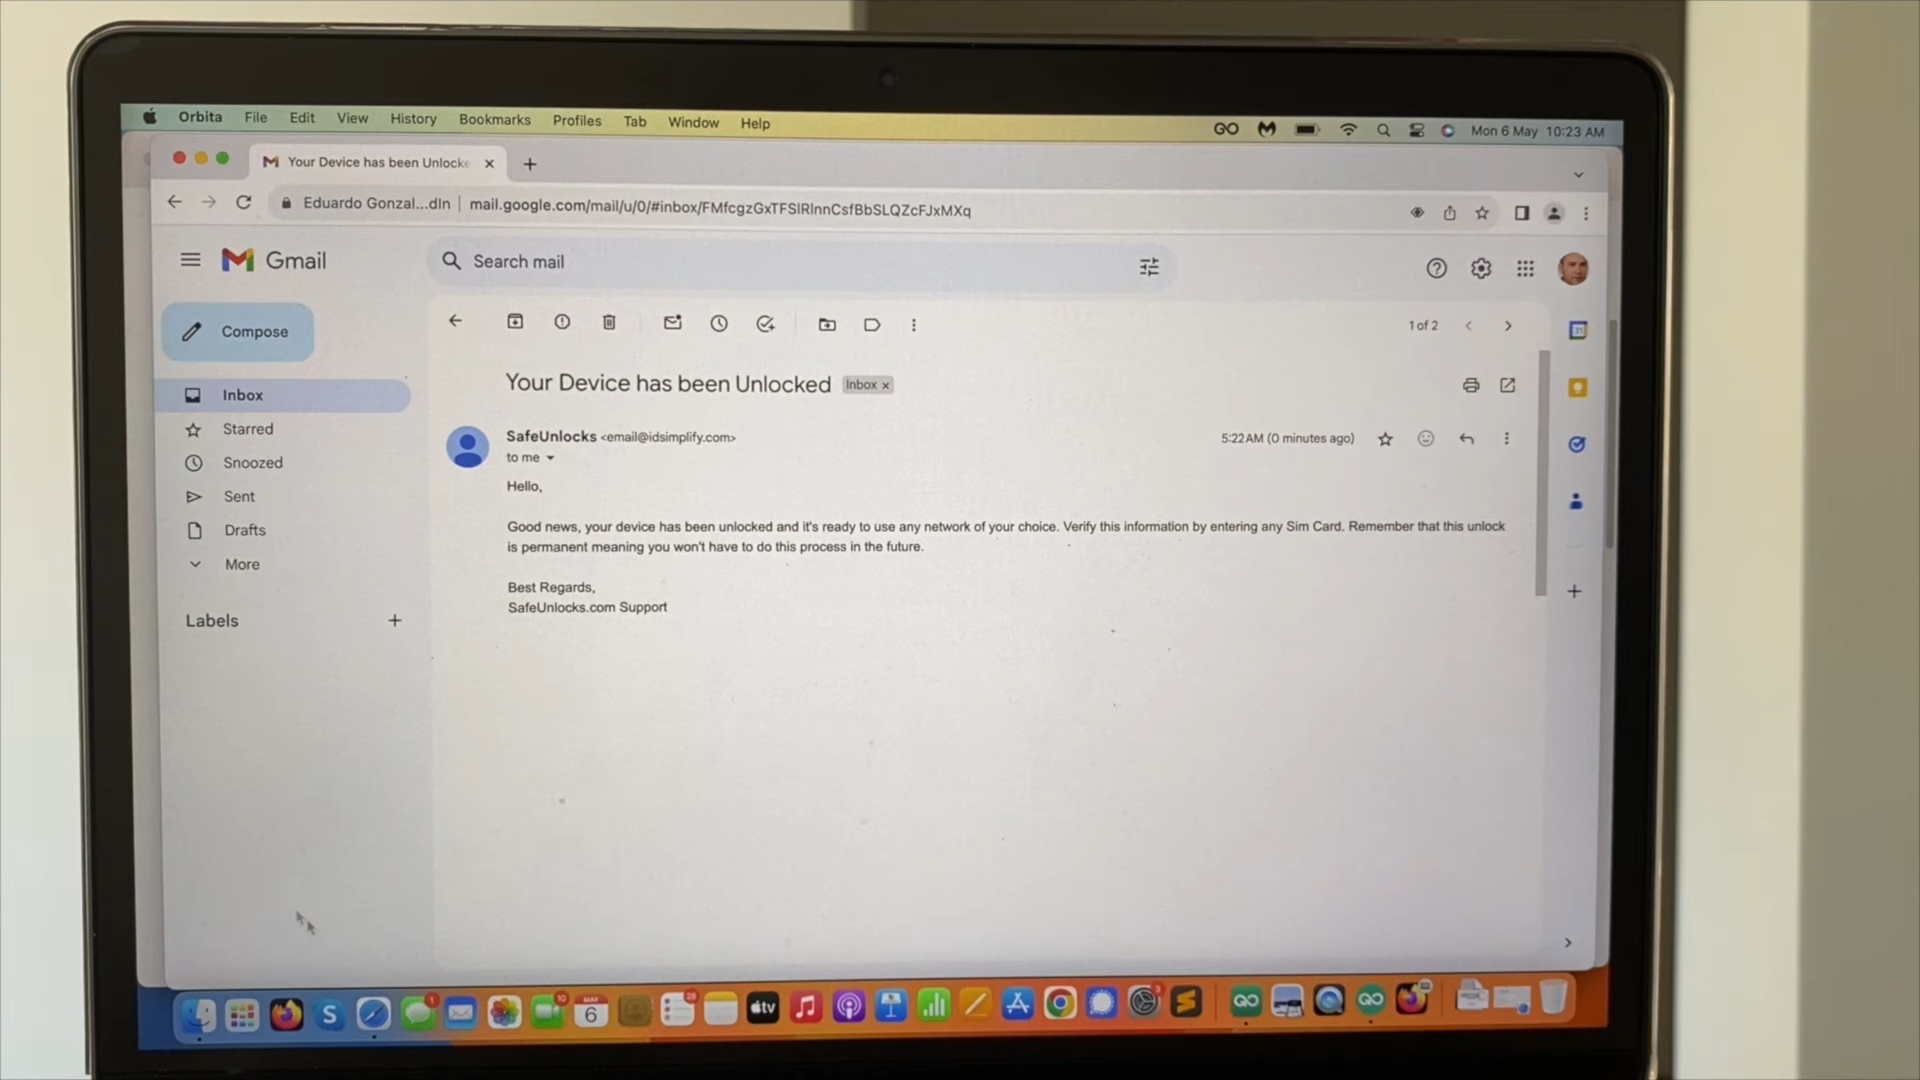 Orbita File Edit View History Bookmarks Profiles Tab Window Help
Mon 6 May 10:23 AM
Your Device has been Unlocke
Eduardo Gonzal...dln mail.google.com/mail/u/0/#inbox/FMfcgzGxTFSlRlnnCsfBbSLQZcFJxMXq
Gmail
Search mail
Compose
1 of 2
Your Device has been Unlocked Inbox x
Inbox
Starred
Snoozed
Sent
Drafts
More
Labels
SafeUnlocks <email@idsimplify.com>
5:22 AM (0 minutes ago)
to me
Hello,
Good news, your device has been unlocked and it's ready to use any network of your choice. Verify this information by entering any Sim Card. Remember that this unlock
is permanent meaning you won't have to do this process in the future.
Best Regards,
SafeUnlocks.com Support
MAY
6
tv